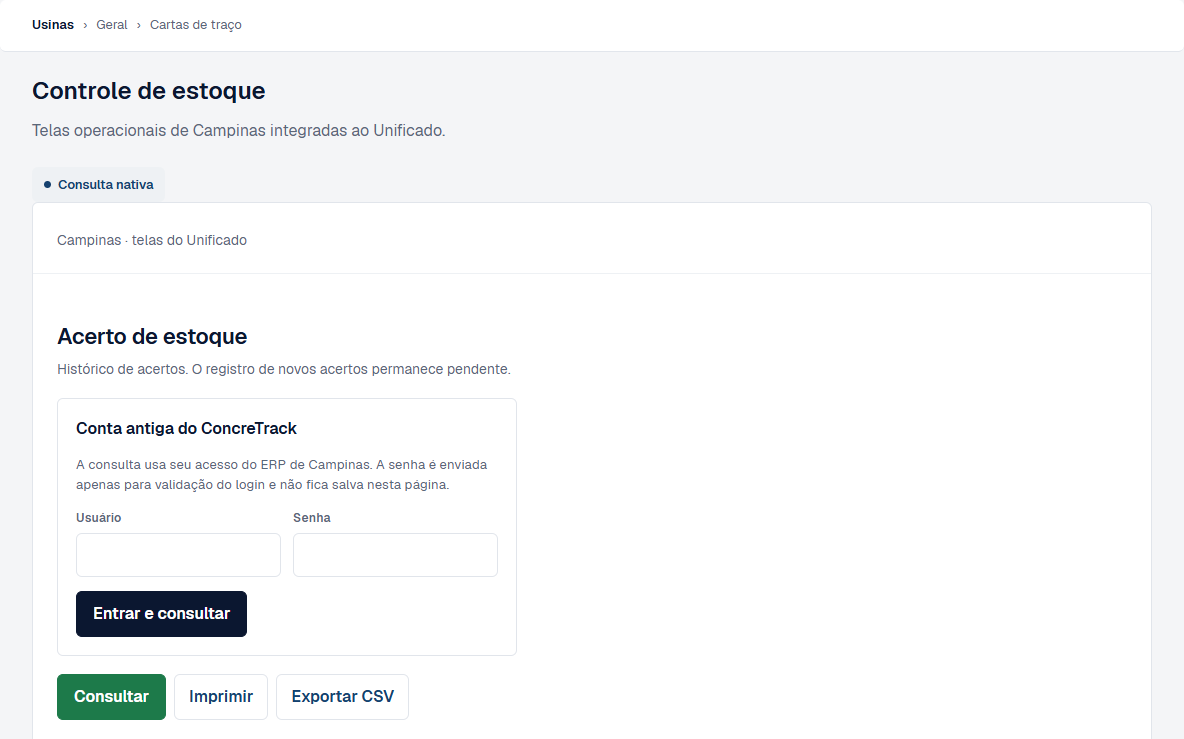 Usinas › Geral › Cartas de traço
Controle de estoque
Telas operacionais de Campinas integradas ao Unificado.
Consulta nativa
Campinas · telas do Unificado
Acerto de estoque
Histórico de acertos. O registro de novos acertos permanece pendente.
Conta antiga do ConcreTrack
A consulta usa seu acesso do ERP de Campinas. A senha é enviada
apenas para validação do login e não fica salva nesta página.
Usuário Senha
Entrar e consultar
Consultar Imprimir Exportar CSV